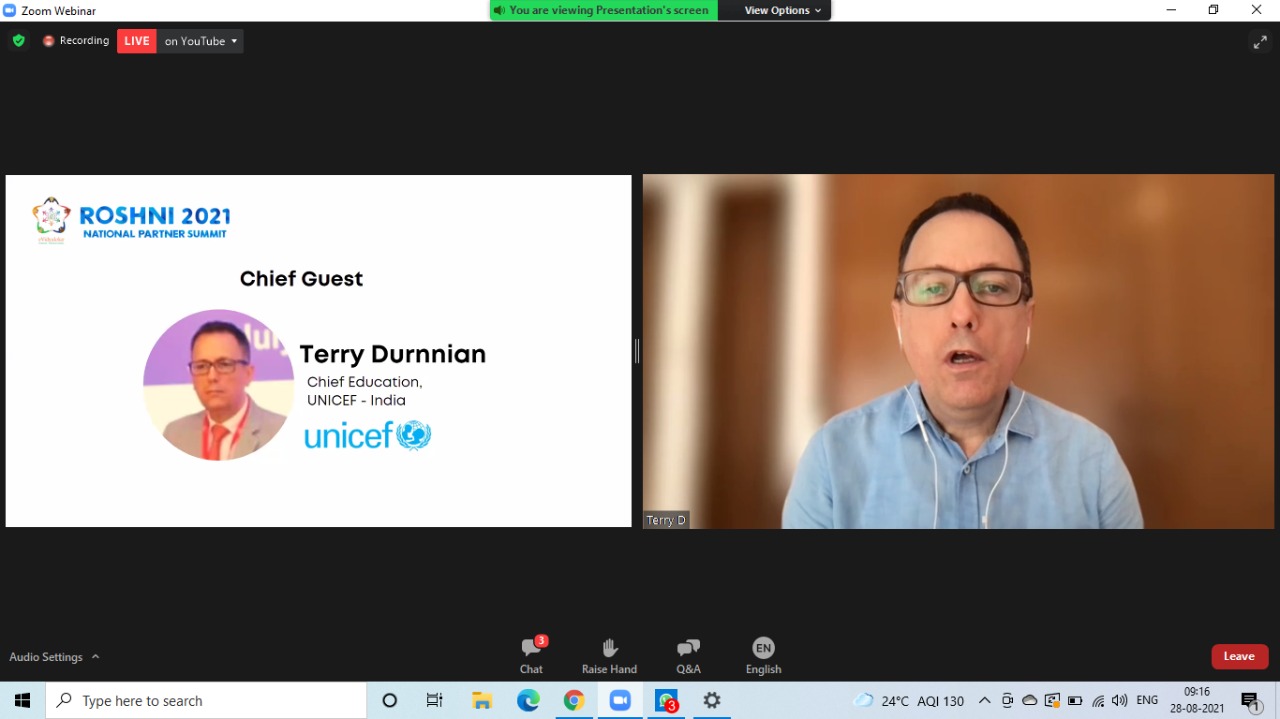 Zoom Webinar
You are viewing Presentation's screen
View Options
Recording
LIVE
on YouTube
ROSHNI 2021
NATIONAL PARTNER SUMMIT
Chief Guest
Terry Durnnian
Chief Education,
UNICEF - India
unicef
Terry D
Audio Settings
3
Chat
Raise Hand
Q&A
EN
English
Leave
Type here to search
3
24°C AQI 130
ENG
09:16
28-08-2021
1